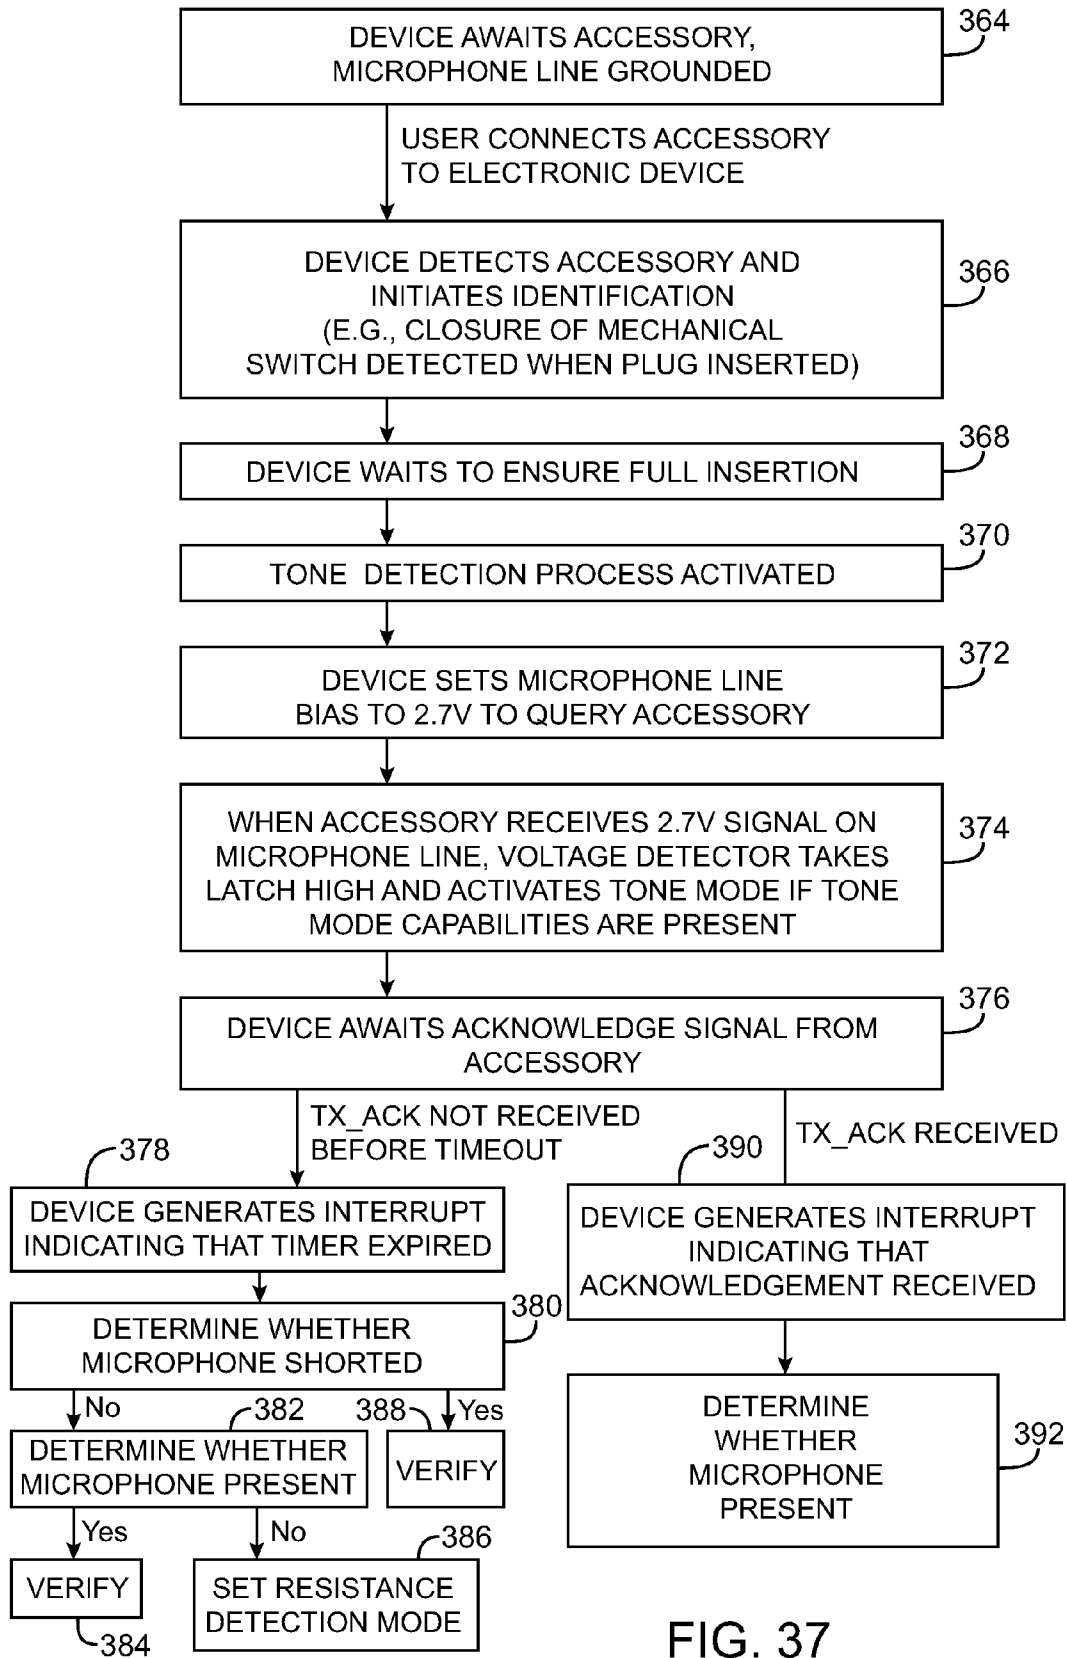 364
DEVICE AWAITS ACCESSORY,
MICROPHONE LINE GROUNDED
USER CONNECTS ACCESSORY
TO ELECTRONIC DEVICE
366
DEVICE DETECTS ACCESSORY AND
INITIATES IDENTIFICATION
(E.G., CLOSURE OF MECHANICAL
SWITCH DETECTED WHEN PLUG INSERTED)
368
DEVICE WAITS TO ENSURE FULL INSERTION
370
TONE DETECTION PROCESS ACTIVATED
372
DEVICE SETS MICROPHONE LINE
BIAS TO 2.7V TO QUERY ACCESSORY
374
WHEN ACCESSORY RECEIVES 2.7V SIGNAL ON
MICROPHONE LINE, VOLTAGE DETECTOR TAKES
LATCH HIGH AND ACTIVATES TONE MODE IF TONE
MODE CAPABILITIES ARE PRESENT
376
DEVICE AWAITS ACKNOWLEDGE SIGNAL FROM
ACCESSORY
TX_ACK NOT RECEIVED
BEFORE TIMEOUT
378
DEVICE GENERATES INTERRUPT
INDICATING THAT TIMER EXPIRED
380
DETERMINE WHETHER
MICROPHONE SHORTED
No
382
DETERMINE WHETHER
MICROPHONE PRESENT
388
Yes
VERIFY
Yes
VERIFY
384
No
386
SET RESISTANCE
DETECTION MODE
TX_ACK RECEIVED
390
DEVICE GENERATES INTERRUPT
INDICATING THAT
ACKNOWLEDGEMENT RECEIVED
392
DETERMINE
WHETHER
MICROPHONE
PRESENT
FIG. 37